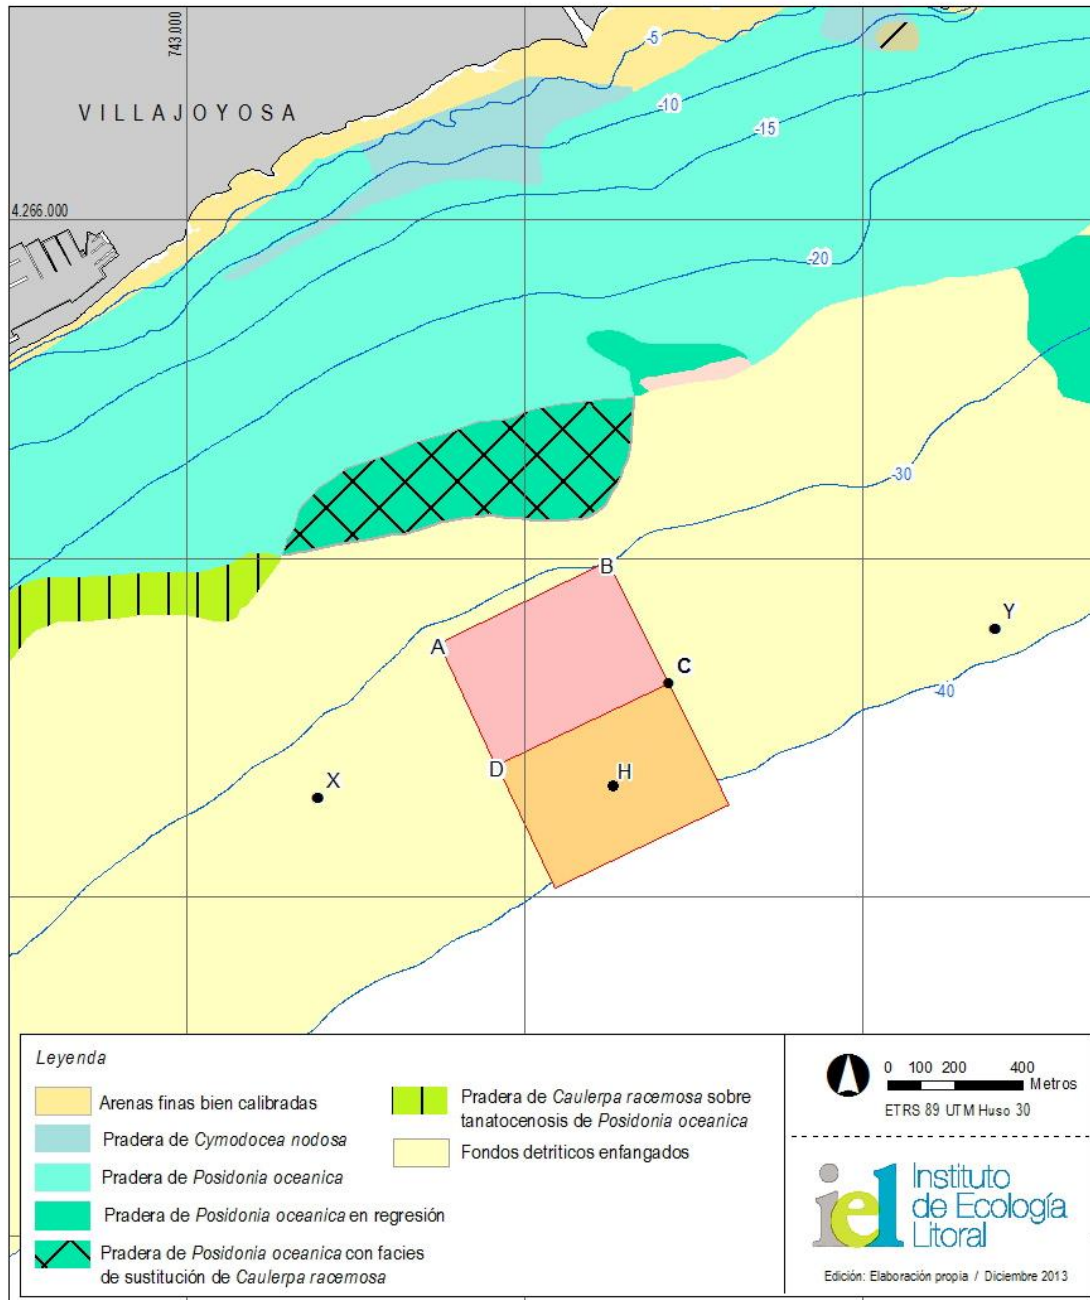 743.000
-5
VILLAJOYOSA
-10
-15
4.266.000
-20
-30
B
Y
A
C
-40
D
H
X
Leyenda
Arenas finas bien calibradas
Pradera de Cymodocea nodosa
Pradera de Posidonia oceanica
Pradera de Posidonia oceanica en regresión
Pradera de Posidonia oceanica con facies
de sustitución de Caulerpa racemosa
Pradera de Caulerpa racemosa sobre
tanatocenosis de Posidonia oceanica
Fondos detríticos enfangados
0 100 200 400
Metros
ETRS 89 UTM Huso 30
iel Instituto
de Ecología
Litoral
Edición: Elaboración propia / Diciembre 2013